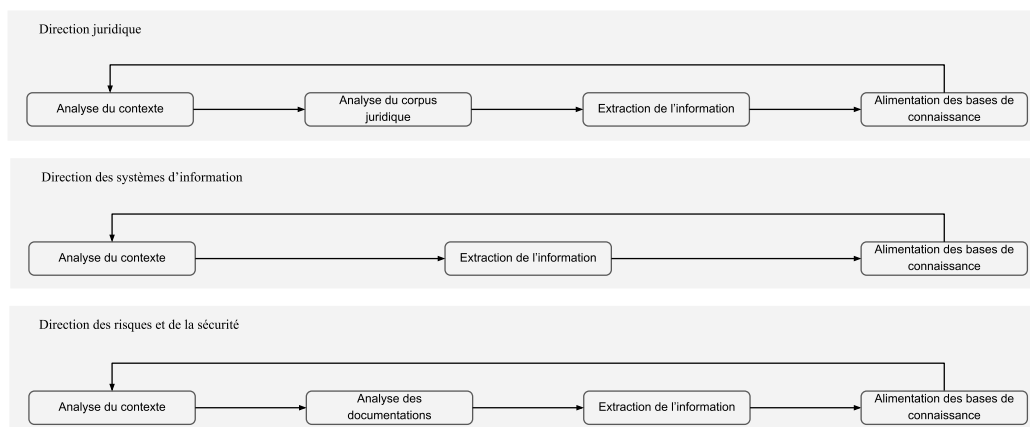 Direction juridique
Analyse du contexte
Analyse du corpus
juridique
Extraction de l'information
Alimentation des bases de
connaissance
Direction des systèmes d'information
Analyse du contexte
Extraction de l'information
Alimentation des bases de
connaissance
Direction des risques et de la sécurité
Analyse du contexte
Analyse des
documentations
Extraction de l'information
Alimentation des bases de
connaissance